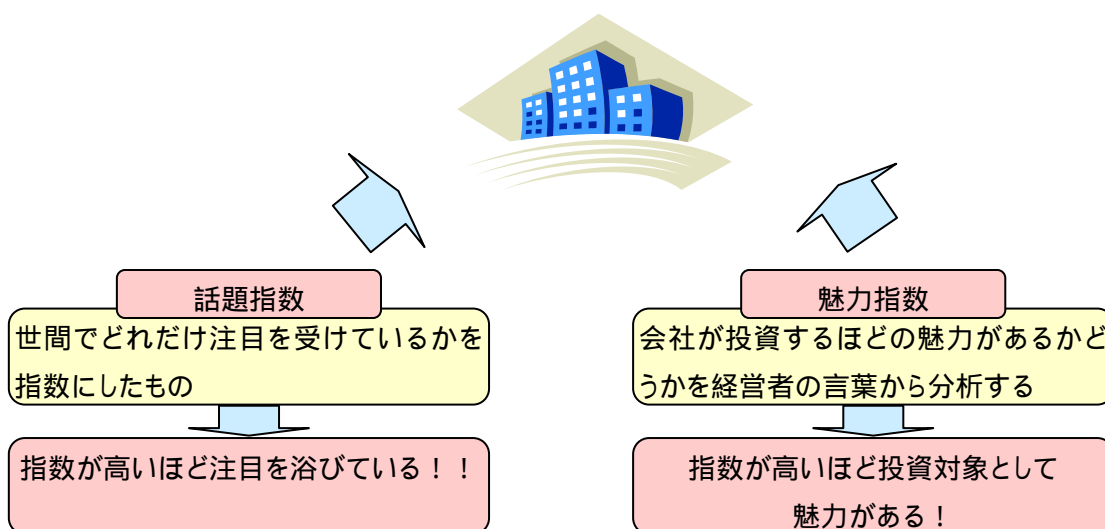 話題指数
世間でどれだけ注目を受けているかを
指数にしたもの
指数が高いほど注目を浴びている！！
魅力指数
会社が投資するほどの魅力があるかど
うかを経営者の言葉から分析する
指数が高いほど投資対象として
魅力がある！